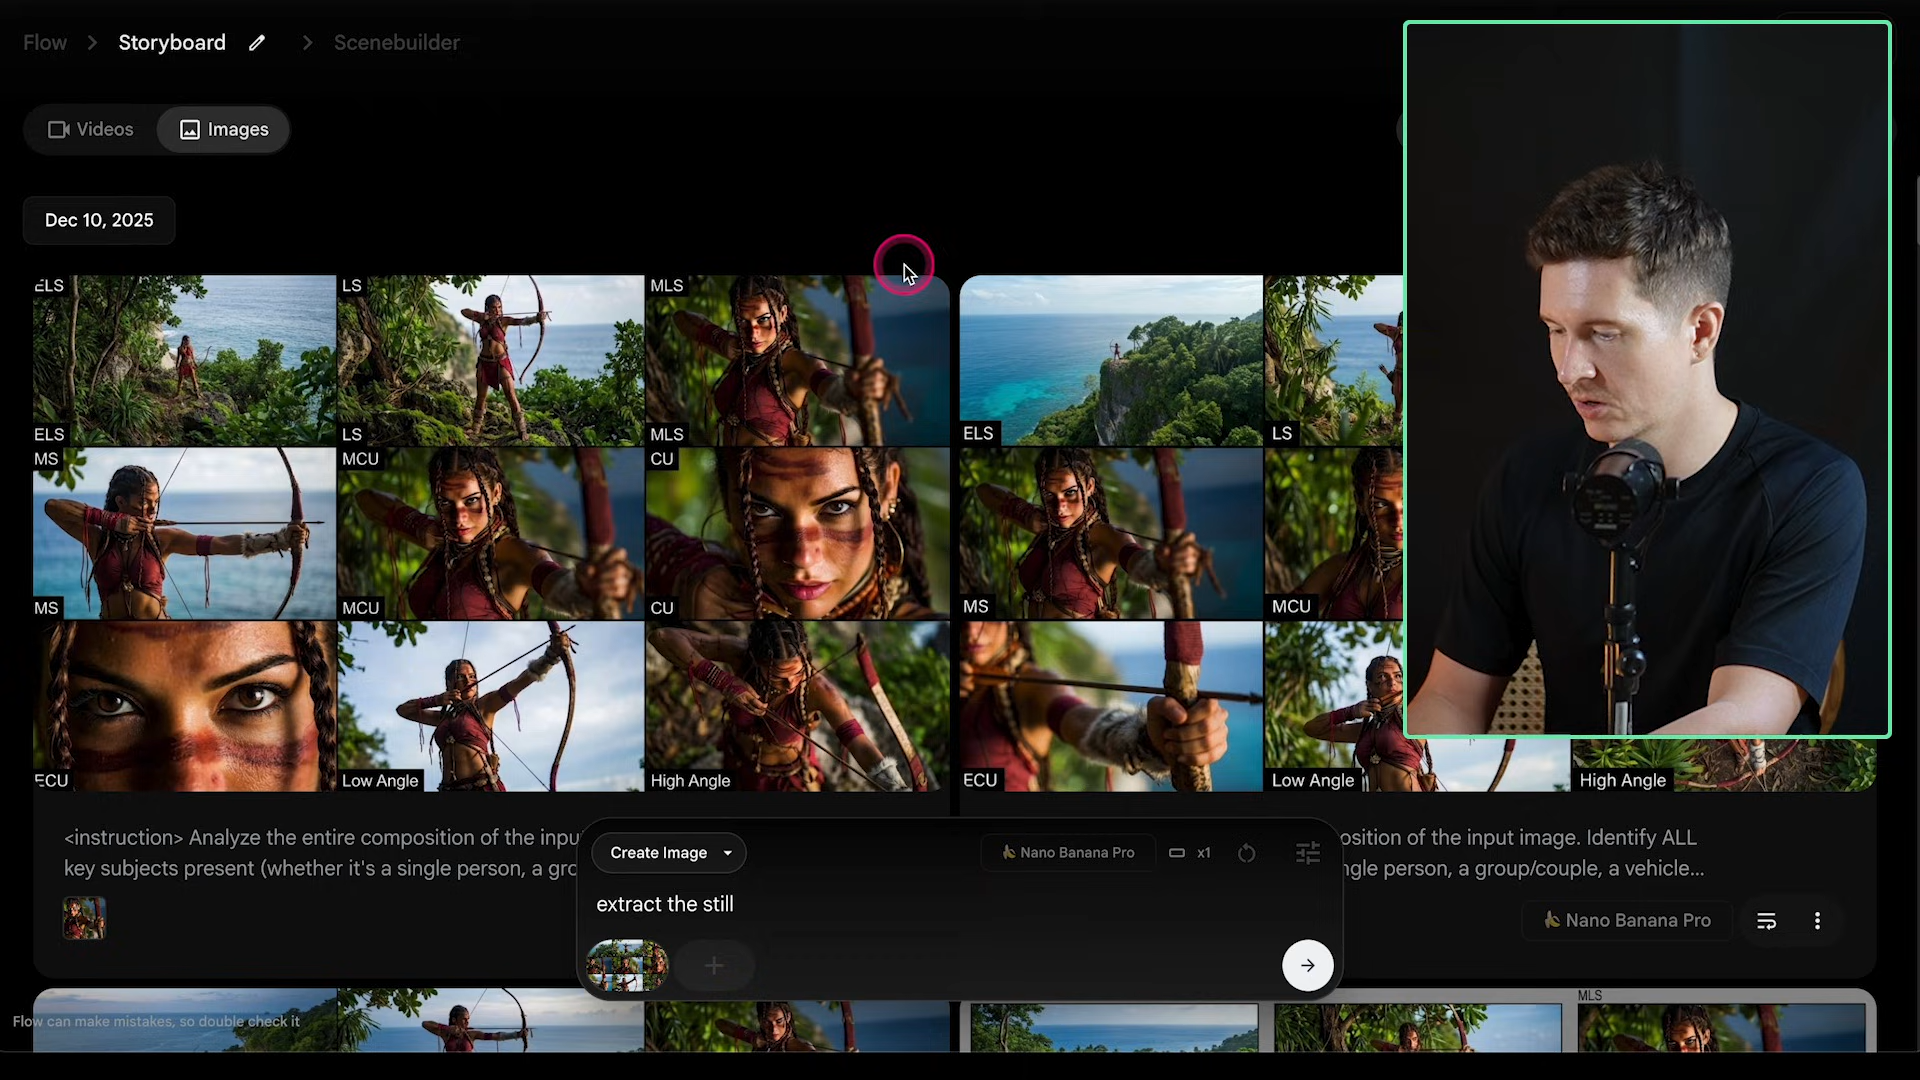 Flow > Storyboard > Scenebuilder
Videos Images
Dec 10, 2025
ELS LS MLS
ELS LS MLS ELS LS
MS MCU CU
MS MCU CU MS MCU
ECU Low Angle High Angle ECU Low Angle High Angle
<instruction> Analyze the entire composition of the inpu
key subjects present (whether it's a single person, a gro
position of the input image. Identify ALL
ngle person, a group/couple, a vehicle...
Nano Banana Pro
Create Image Nano Banana Pro x1
extract the still
MLS
Flow can make mistakes, so double check it